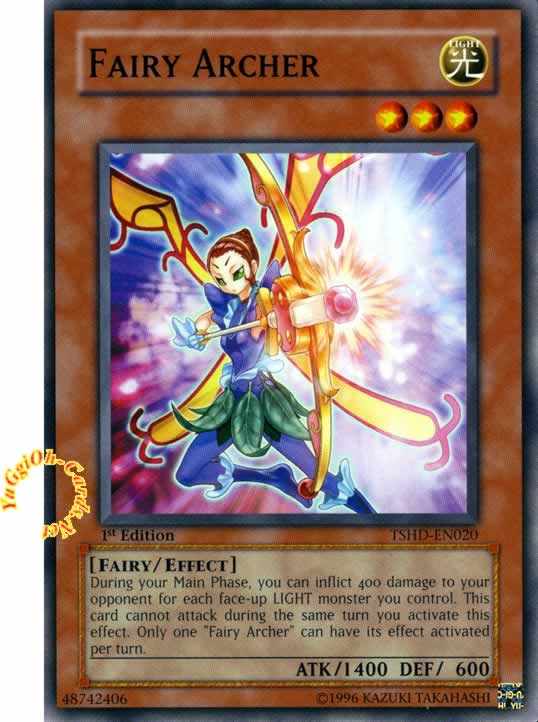 FAIRY ARCHER
LIGHT
光
YuGgiOh-Cards.Net
1st Edition
TSHD-EN020
[FAIRY/EFFECT]
During your Main Phase, you can inflict 400 damage to your
opponent for each face-up LIGHT monster you control. This
card cannot attack during the same turn you activate this
effect. Only one "Fairy Archer" can have its effect activated
per turn.
ATK/1400 DEF/ 600
48742406
©1996 KAZUKI TAKAHASHI